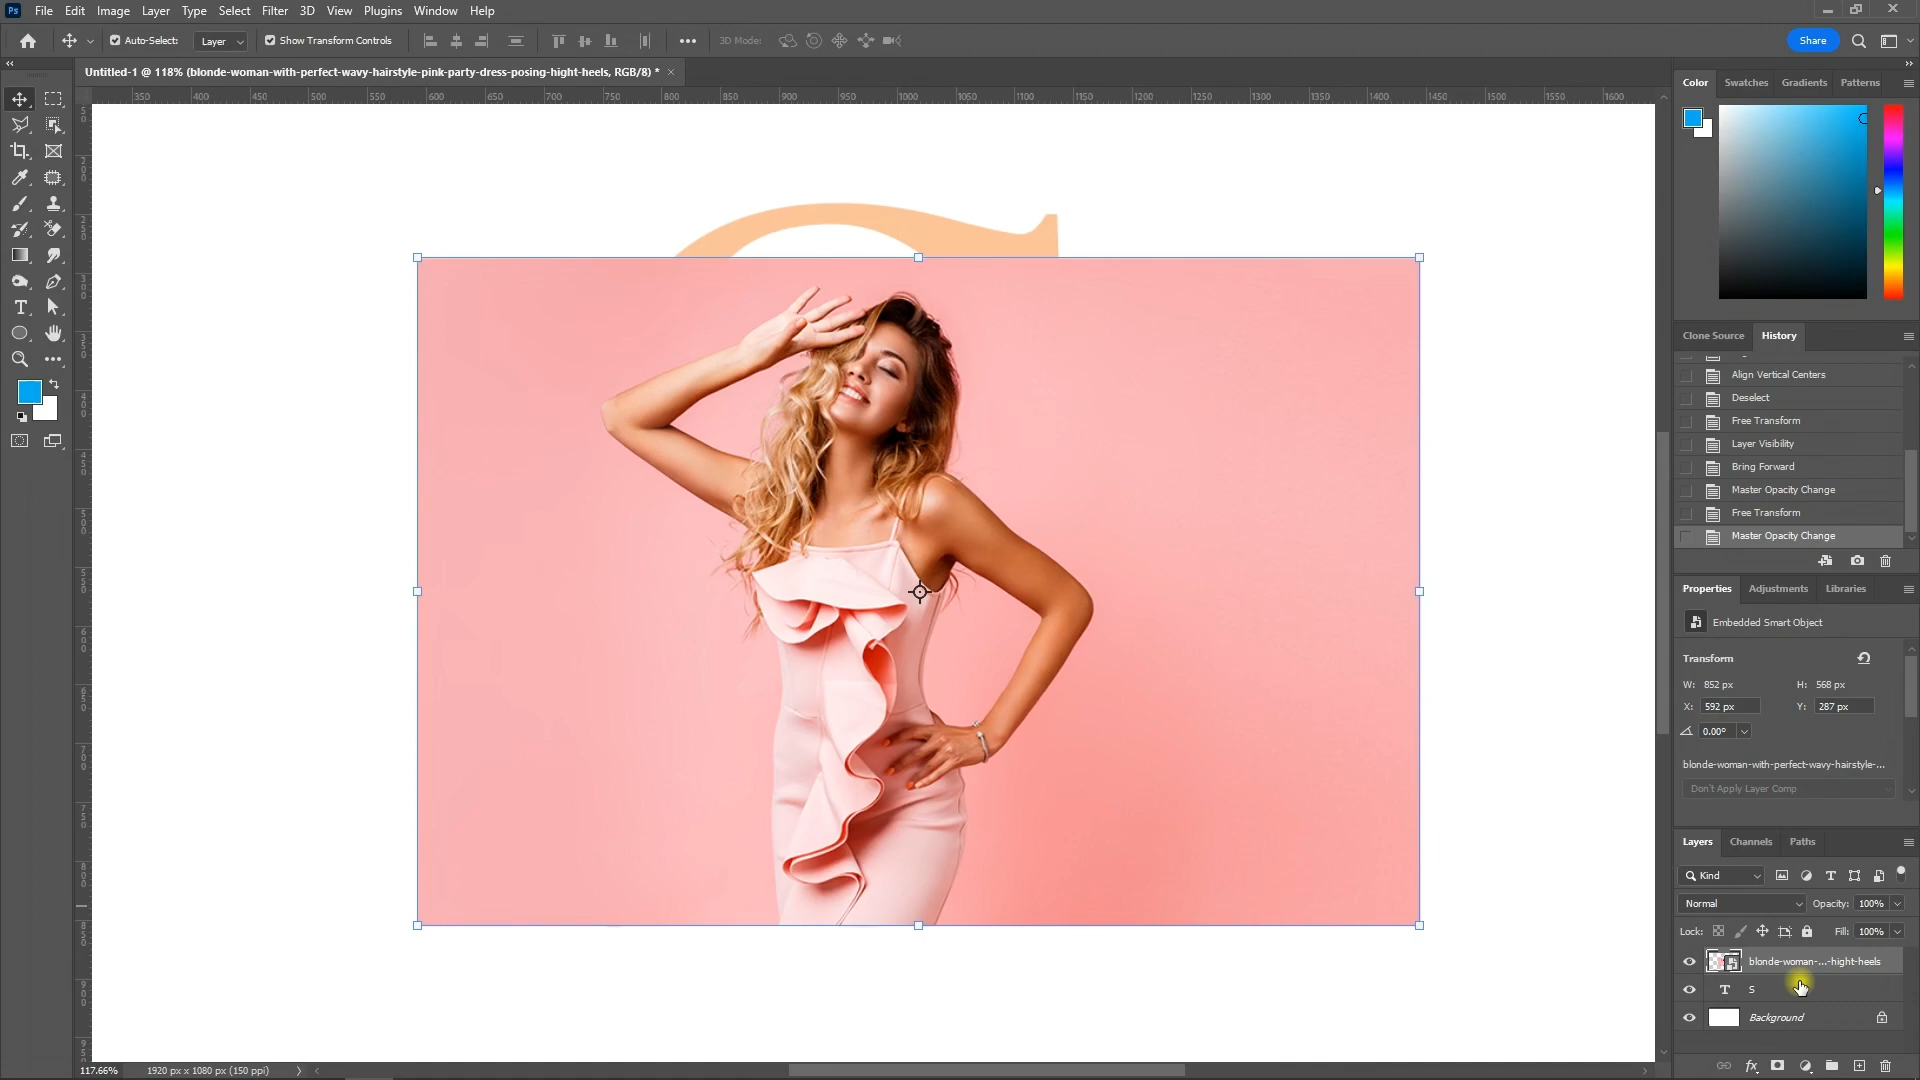 Ps File Edit Image Layer Type Select Filter 3D View Plugins Window Help
Auto-Select: Layer Show Transform Controls 3D Mode: Share
Untitled-1 @ 118% (blonde-woman-with-perfect-wavy-hairstyle-pink-party-dress-posing-hight-heels, RGB/8) *
350 400 450 500 550 600 650 700 750 800 850 900 950 1000 1050 1100 1150 1200 1250 1300 1350 1400 1450 1500 1550 1600
Color Swatches Gradients Patterns
Clone Source History
Align Vertical Centers
Deselect
Free Transform
Layer Visibility
Bring Forward
Master Opacity Change
Free Transform
Master Opacity Change
Properties Adjustments Libraries
Embedded Smart Object
Transform
W: 852 px H: 568 px
X: 592 px Y: 287 px
0.00°
blonde-woman-with-perfect-wavy-hairstyle-...
Don't Apply Layer Comp
Layers Channels Paths
Kind
Normal Opacity: 100%
Lock: Fill: 100%
blonde-woman-...-hight-heels
T S
Background
fx
117.66% 1920 px x 1080 px (150 ppi)